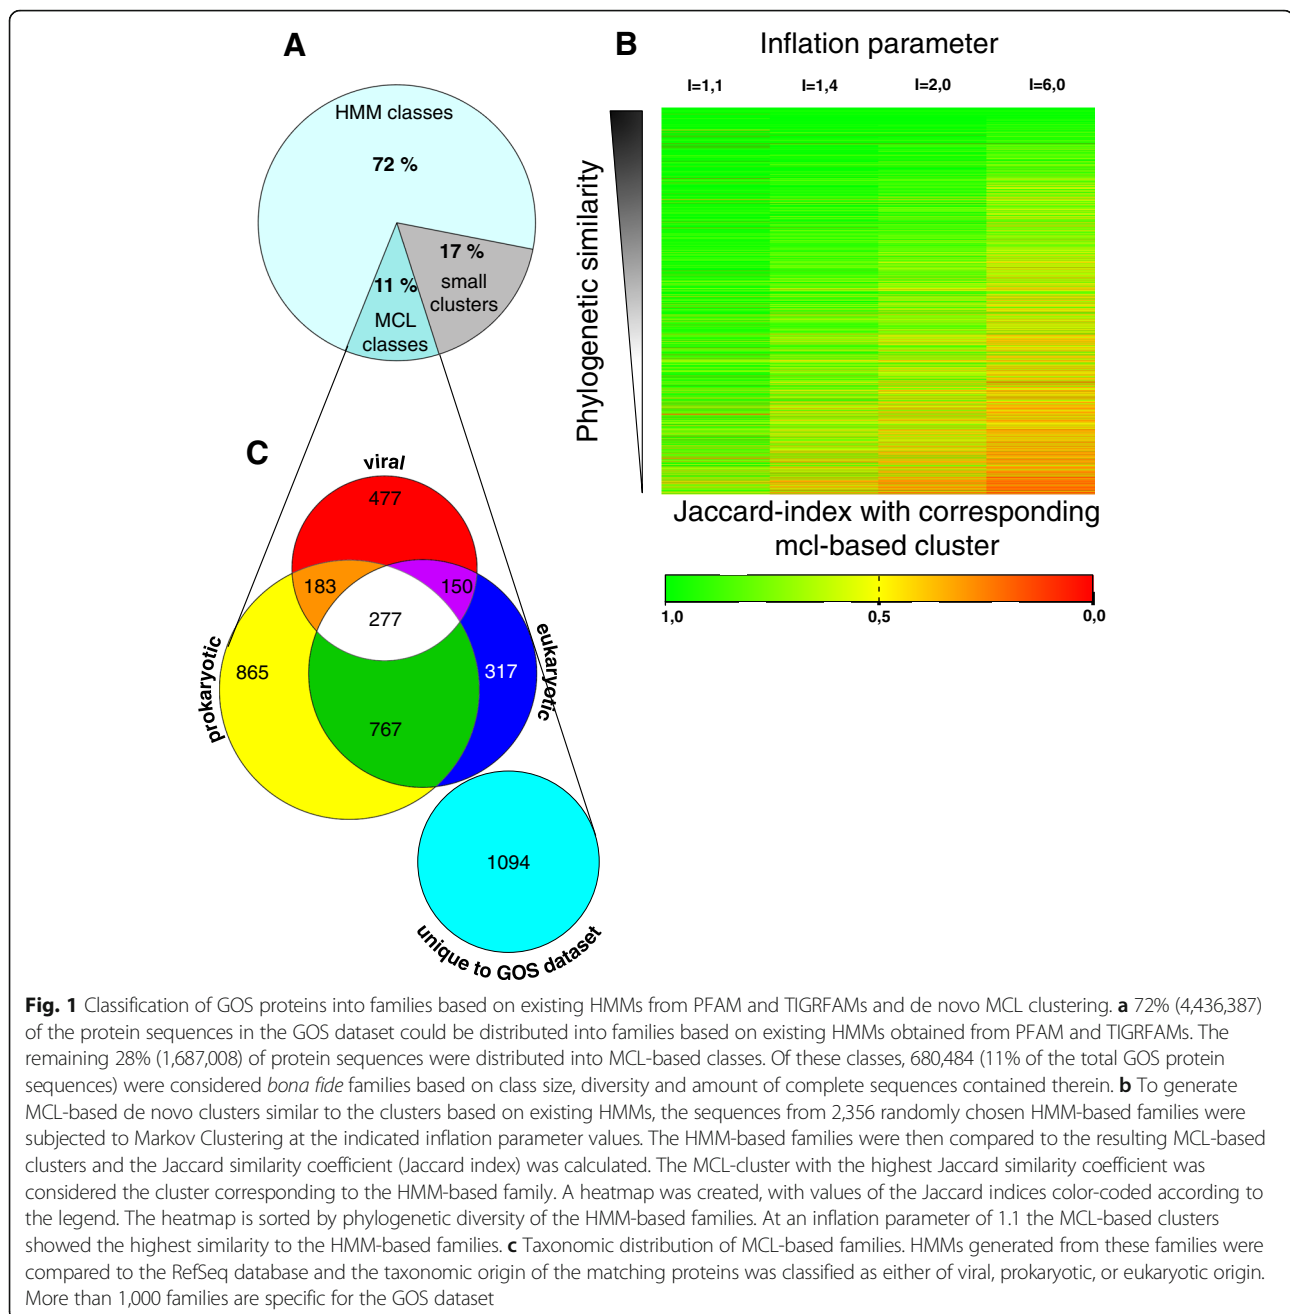 A
HMM classes
72 %
17 %
small
clusters
11 %
MCL
classes
B
Inflation parameter
I=1,1
I=1,4
I=2,0
I=6,0
Phylogenetic similarity
Jaccard-index with corresponding
mcl-based cluster
1,0
0,5
0,0
C
viral
477
183
150
277
prokaryotic
865
eukaryotic
317
767
1094
unique to GOS dataset
Fig. 1 Classification of GOS proteins into families based on existing HMMs from PFAM and TIGRFAMs and de novo MCL clustering. a 72% (4,436,387)
of the protein sequences in the GOS dataset could be distributed into families based on existing HMMs obtained from PFAM and TIGRFAMs. The
remaining 28% (1,687,008) of protein sequences were distributed into MCL-based classes. Of these classes, 680,484 (11% of the total GOS protein
sequences) were considered bona fide families based on class size, diversity and amount of complete sequences contained therein. b To generate
MCL-based de novo clusters similar to the clusters based on existing HMMs, the sequences from 2,356 randomly chosen HMM-based families were
subjected to Markov Clustering at the indicated inflation parameter values. The HMM-based families were then compared to the resulting MCL-based
clusters and the Jaccard similarity coefficient (Jaccard index) was calculated. The MCL-cluster with the highest Jaccard similarity coefficient was
considered the cluster corresponding to the HMM-based family. A heatmap was created, with values of the Jaccard indices color-coded according to
the legend. The heatmap is sorted by phylogenetic diversity of the HMM-based families. At an inflation parameter of 1.1 the MCL-based clusters
showed the highest similarity to the HMM-based families. c Taxonomic distribution of MCL-based families. HMMs generated from these families were
compared to the RefSeq database and the taxonomic origin of the matching proteins was classified as either of viral, prokaryotic, or eukaryotic origin.
More than 1,000 families are specific for the GOS dataset